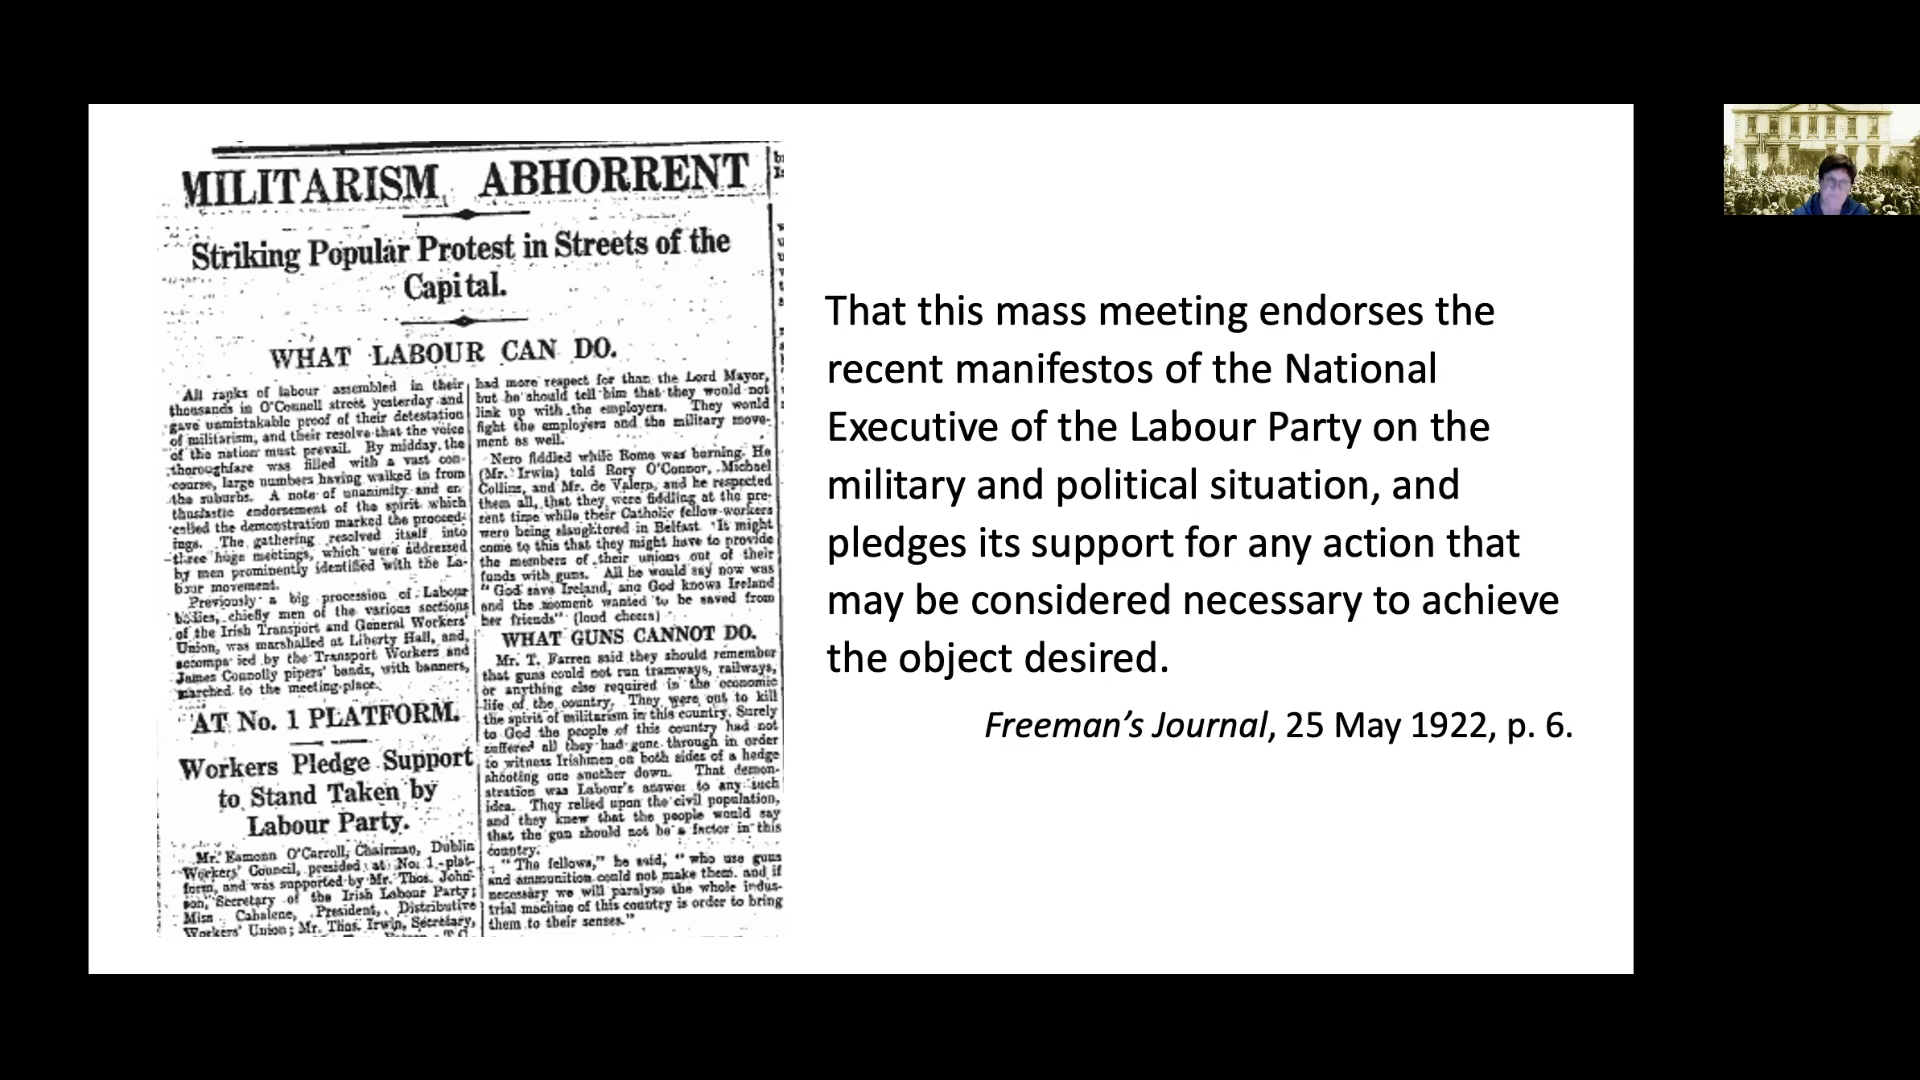 MILITARISM ABHORRENT
Striking Popular Protest in Streets of the
Capital.
WHAT LABOUR CAN DO.
All ranks of labour assembled in their
thousands in O'Connell street yesterday and
gave unmistakable proof of their detestation
of militarism, and their resolve that the voice
of the nation must prevail. By midday the
thoroughfare was filled with a vast con-
course, large numbers having walked in from
the suburbs. A note of unanimity and en-
thusiastic endorsement of the spirit which
called the demonstration marked the proceed-
ings. The gathering resolved itself into
three huge meetings, which were addressed
by men prominently identified with the La-
bour movement.
Previously a big procession of Labour
bodies, chiefly men of the various sections
of the Irish Transport and General Workers'
Union, was marshalled at Liberty Hall, and,
accompanied by the Transport Workers and
James Connolly pipers' bands, with banners,
marched to the meeting-place.
AT No. 1 PLATFORM.
Workers Pledge Support
to Stand Taken by
Labour Party.
Mr. Eamonn O'Carroll, Chairman, Dublin
Workers' Council, presided at No. 1 plat-
form, and was supported by Mr. Thos. John-
son, Secretary of the Irish Labour Party;
Miss Cahalene, President, Distributive
Workers' Union; Mr. Thos. Irwin, Secretary,
had more respect for than the Lord Mayor,
but he should tell him that they would not
link up with the employers. They would
fight the employers and the military move-
ment as well.
Nero fiddled while Rome was burning. He
(Mr. Irwin) told Rory O'Connor, Michael
Collins, and Mr. de Valera, and he respected
them all, that they were fiddling at the pre-
sent time while their Catholic fellow-workers
were being slaughtered in Belfast. It might
come to this that they might have to provide
the members of their unions out of their
funds with guns. All he would say now was
"God save Ireland, and God knows Ireland
and the moment wanted to be saved from
her friends" (loud cheers)
WHAT GUNS CANNOT DO.
Mr. T. Farren said they should remember
that guns could not run tramways, railways,
or anything else required in the economic
life of the country. They were out to kill
the spirit of militarism in this country. Surely
to God the people of this country had not
suffered all they had gone through in order
to witness Irishmen on both sides of a hedge
shooting one another down. That demon-
stration was Labour's answer to any such
idea. They relied upon the civil population,
and they knew that the people would say
that the gun should not be a factor in this
country.
"The fellows," he said, "who use guns
and ammunition could not make them. and if
necessary we will paralyse the whole indus-
trial machine of this country is order to bring
them to their senses."
That this mass meeting endorses the
recent manifestos of the National
Executive of the Labour Party on the
military and political situation, and
pledges its support for any action that
may be considered necessary to achieve
the object desired.
Freeman's Journal, 25 May 1922, p. 6.